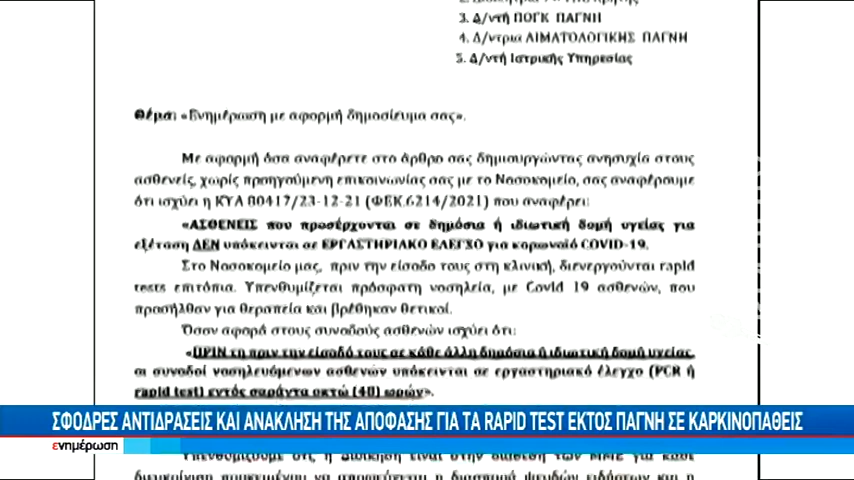 3. Δ/ντή ΠΟΓΚ ΠΑΓΝΗ
4. Δ/ντρια ΑΙΜΑΤΟΛΟΓΙΚΗΣ ΠΑΓΝΗ
5. Δ/ντή Ιατρικής Υπηρεσίας
Θέμα: «Ενημέρωση με αφορμή δημοσίευμα σας».
Με αφορμή όσα αναφέρετε στο άρθρο σας δημιουργώντας ανησυχία στους
ασθενείς, χωρίς προηγούμενη επικοινωνίας σας με το Νοσοκομείο, σας αναφέρουμε
ότι ισχύει η ΚΥΑ 80417/23-12-21 (ΦΕΚ.6214/2021) που αναφέρει:
«ΑΣΘΕΝΕΙΣ που προσέρχονται σε δημόσια ή ιδιωτική δομή υγείας για
εξέταση ΔΕΝ υπόκεινται σε ΕΡΓΑΣΤΗΡΙΑΚΟ ΕΛΕΓΧΟ για κορωναϊό COVID-19.
Στο Νοσοκομείο μας, πριν την είσοδο τους στη κλινική, διενεργούνται rapid
tests επιτόπια. Υπενθυμίζεται πρόσφατη νοσηλεία, με Covid 19 ασθενών, που
προσήλθαν για θεραπεία και βρέθηκαν θετικοί.
Όσον αφορά στους συνοδούς ασθενών ισχύει ότι:
«ΠΡΙΝ τη πριν την είσοδό τους σε κάθε άλλη δημόσια ή ιδιωτική δομή υγείας,
οι συνοδοί νοσηλευόμενων ασθενών υπόκεινται σε εργαστηριακό έλεγχο (PCR ή
rapid test) εντός σαράντα οκτώ (48) ωρών».
ΣΦΟΔΡΕΣ ΑΝΤΙΔΡΑΣΕΙΣ ΚΑΙ ΑΝΑΚΛΗΣΗ ΤΗΣ ΑΠΟΦΑΣΗΣ ΓΙΑ ΤΑ RAPID TEST ΕΚΤΟΣ ΠΑΓΝΗ ΣΕ ΚΑΡΚΙΝΟΠΑΘΕΙΣ
ενημέρωση
Υπενθυμίζουμε ότι, η Διοίκηση είναι στην διάθεση των ΜΜΕ για κάθε